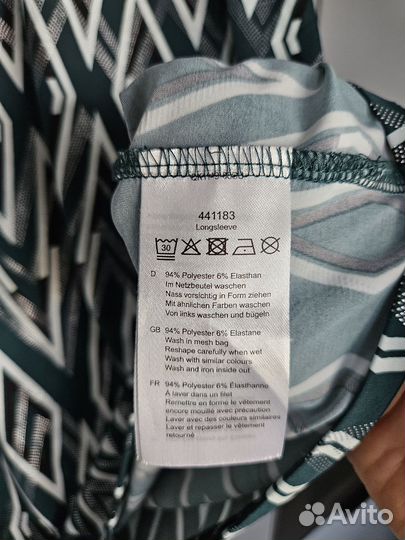 441183
Longsleeve
30
D 94% Polyester 6% Elasthan
Im Netzbeutel waschen
Nass vorsichtig in Form ziehen
Mit ähnlichen Farben waschen
Von links waschen und bügeln
GB 94% Polyester 6% Elastane
Wash in mesh bag
Reshape carefully when wet
Wash with similar colours
Wash and iron inside out
FR 94% Polyester 6% Élasthanne
À laver dans un filet
Remettre en forme le vêtement
encore mouillé avec précaution
Laver avec des couleurs similaires
Laver et repasser le vêtement
retourné
Avito